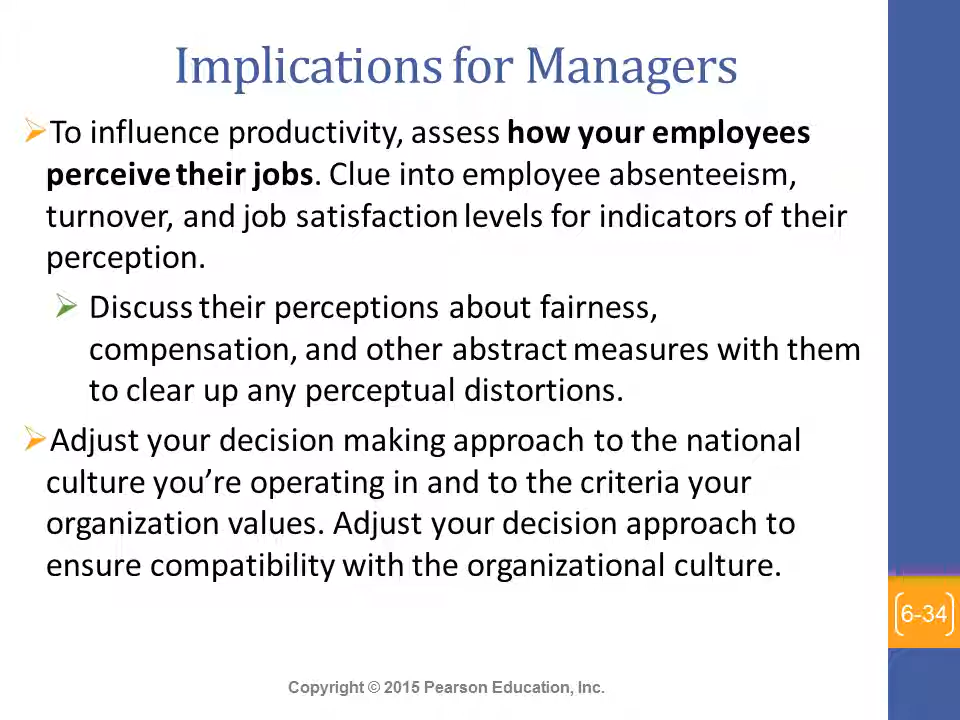 Implications for Managers
To influence productivity, assess how your employees
perceive their jobs. Clue into employee absenteeism,
turnover, and job satisfaction levels for indicators of their
perception.
Discuss their perceptions about fairness,
compensation, and other abstract measures with them
to clear up any perceptual distortions.
Adjust your decision making approach to the national
culture you’re operating in and to the criteria your
organization values. Adjust your decision approach to
ensure compatibility with the organizational culture.
6-34
Copyright © 2015 Pearson Education, Inc.